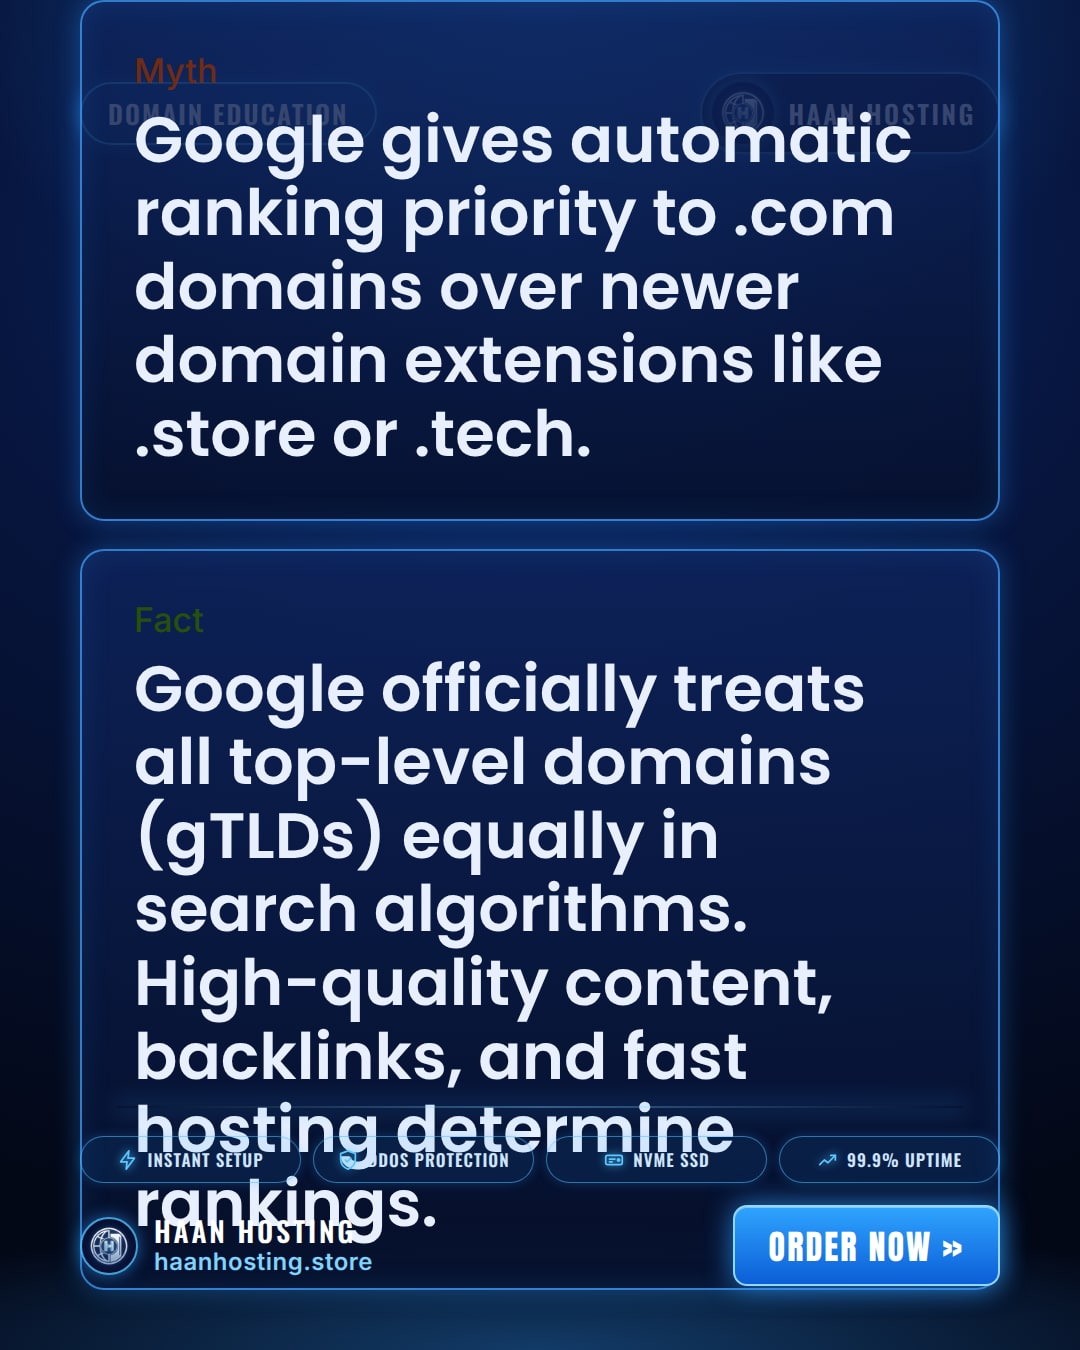 Myth
DOMAIN EDUCATION
HAAN HOSTING
Google gives automatic
ranking priority to .com
domains over newer
domain extensions like
.store or .tech.
Fact
Google officially treats
all top-level domains
(gTLDs) equally in
search algorithms.
High-quality content,
backlinks, and fast
hosting determine
INSTANT SETUP
DDOS PROTECTION
NVME SSD
99.9% UPTIME
rankings.
HAAN HOSTING
haanhosting.store
ORDER NOW »